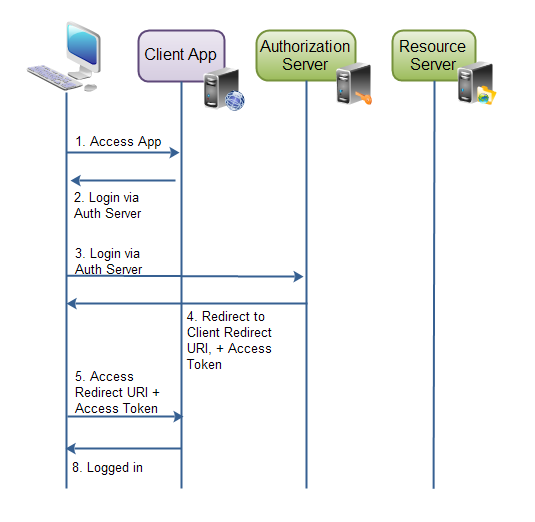 Client App
Authorization
Server
Resource
Server
1. Access App
2. Login via
Auth Server
3. Login via
Auth Server
4. Redirect to
Client Redirect
URI, + Access
Token
5. Access
Redirect URI +
Access Token
8. Logged in